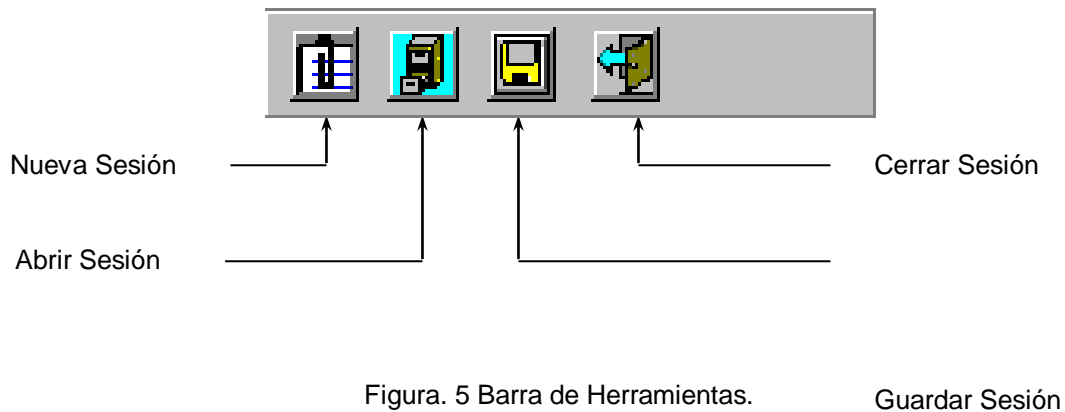 Nueva Sesión
Cerrar Sesión
Abrir Sesión
Figura. 5 Barra de Herramientas.
Guardar Sesión